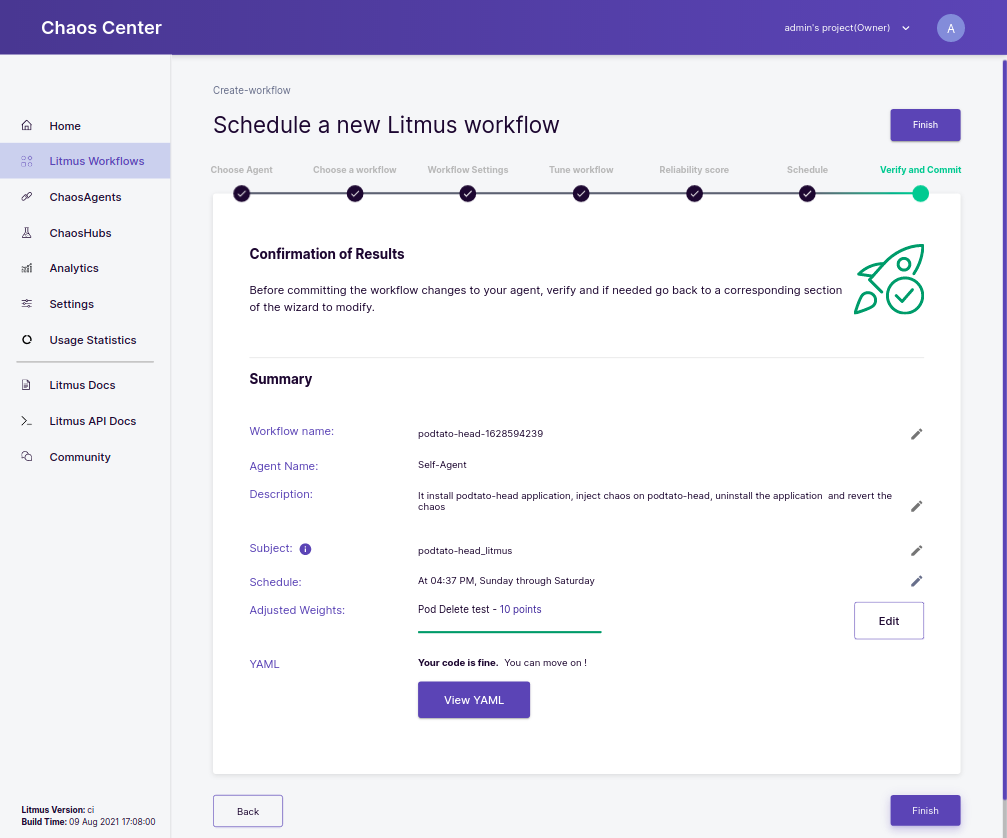 Chaos Center
admin's project(Owner)
A
Home
Litmus Workflows
ChaosAgents
ChaosHubs
Analytics
Settings
Usage Statistics
Litmus Docs
Litmus API Docs
Community
Litmus Version: ci
Build Time: 09 Aug 2021 17:08:00
Create-workflow
Schedule a new Litmus workflow
Finish
Choose Agent
Choose a workflow
Workflow Settings
Tune workflow
Reliability score
Schedule
Verify and Commit
Confirmation of Results
Before committing the workflow changes to your agent, verify and if needed go back to a corresponding section
of the wizard to modify.
Summary
Workflow name:
podtato-head-1628594239
Agent Name:
Self-Agent
Description:
It install podtato-head application, inject chaos on podtato-head, uninstall the application  and revert the
chaos
Subject: i
podtato-head_litmus
Schedule:
At 04:37 PM, Sunday through Saturday
Adjusted Weights:
Pod Delete test - 10 points
Edit
YAML
Your code is fine.  You can move on !
View YAML
Back
Finish